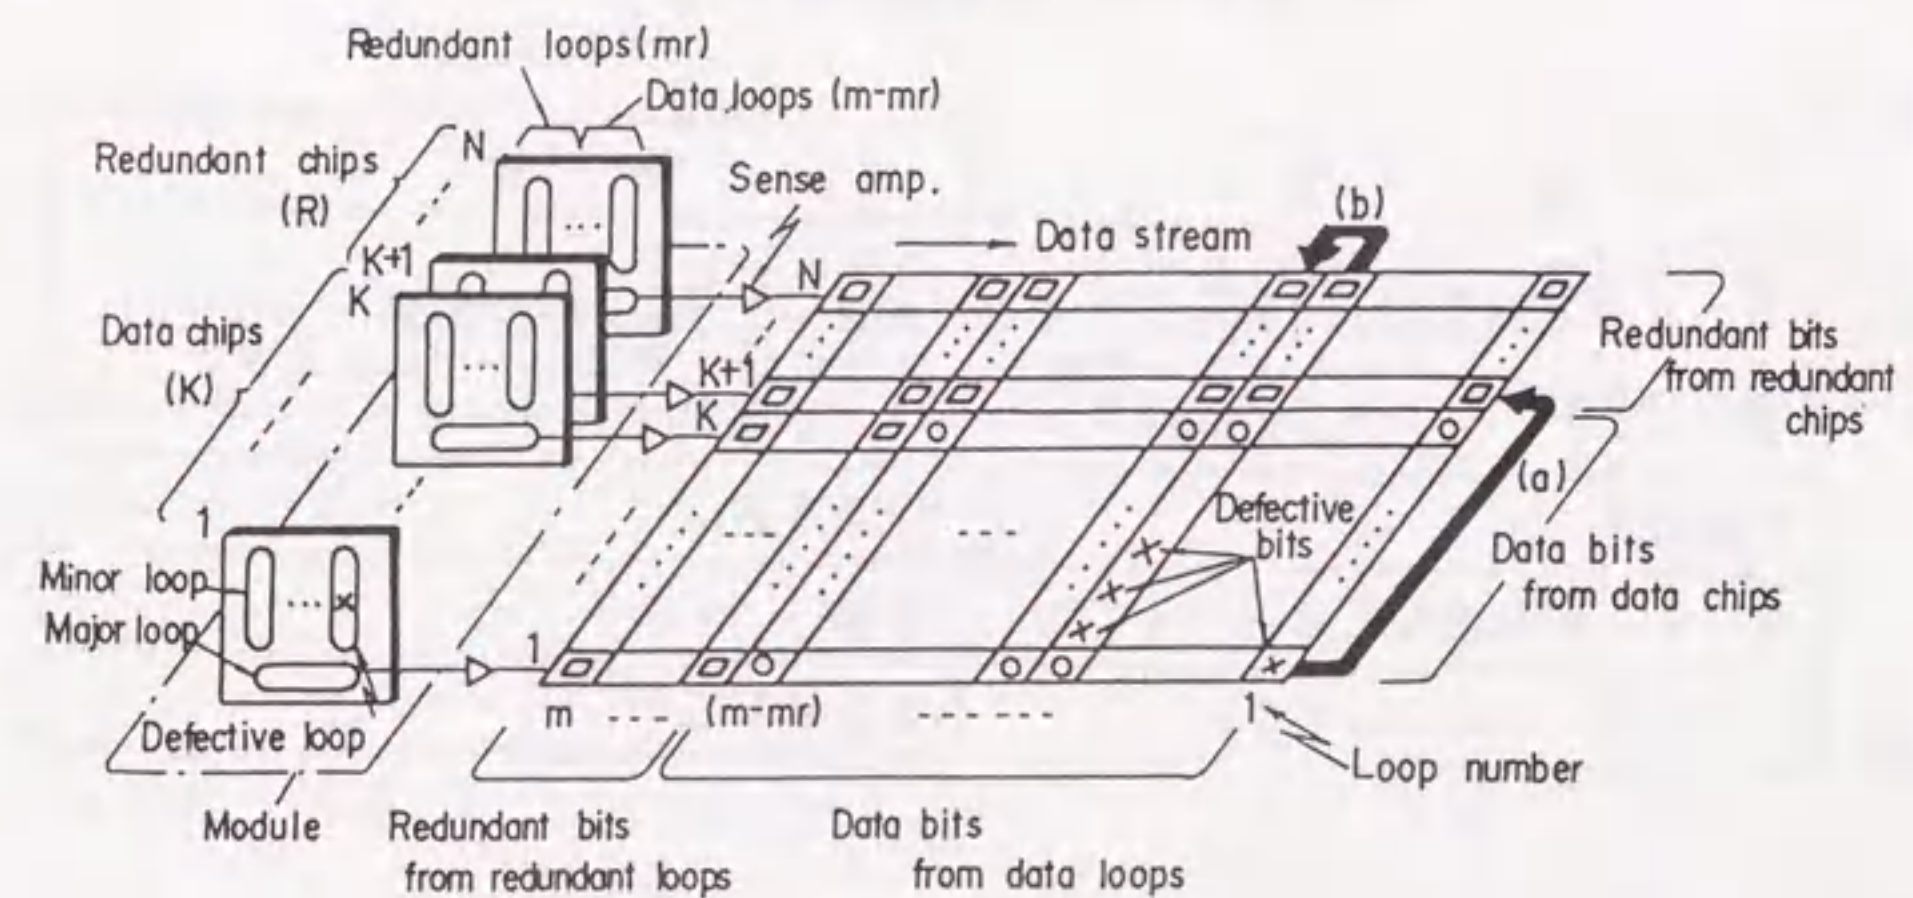 Redundant loops(mr)
Data loops (m-mr)
Redundant chips
(R)
N
Sense amp.
(b)
Data stream
K+1
K
N
Data chips
(K)
K+1
K
Redundant bits
from redundant
chips
(a)
1
Defective
bits
Data bits
from data chips
Minor loop
Major loop
1
m ---- (m-mr) ------ 1
Defective loop
Loop number
Module
Redundant bits
from redundant loops
Data bits
from data loops